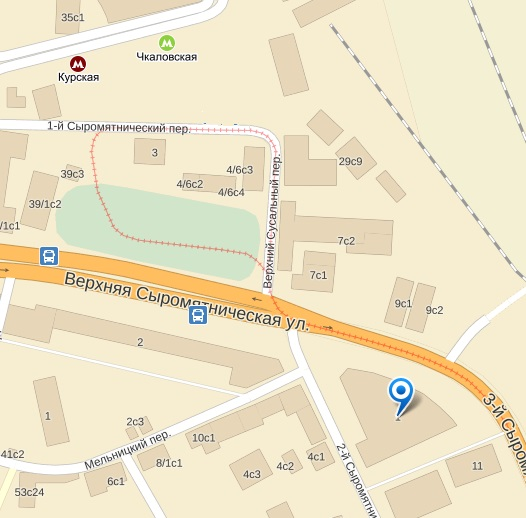 35с1
Чкаловская
Курская
1-й Сыромятнический пер.
3
4/6с3
29с9
39с3
4/6с2
4/6с4
39/1с2
/1с1
Верхний Сусальный пер.
7с2
7с1
9с1
9с2
Верхняя Сыромятническая ул.
2
1
2с3
10с1
Мельницкий пер.
41с2
8/1с1
4с3
4с2
4с1
11
6с1
53с24
2-й Сыромятни
3-й Сыром